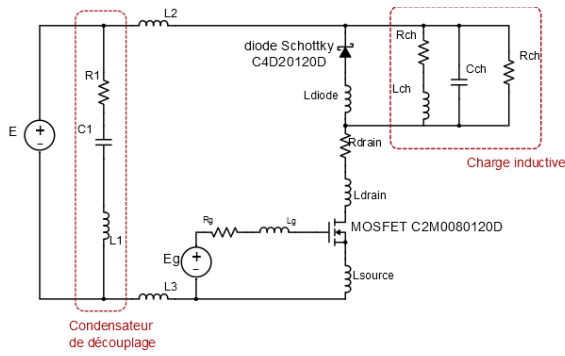 L2
diode Schottky
C4D20120D
Rch
Rch
R1
Cch
Lch
Ldiode
C1
E
Rdrain
Charge inductive
Ldrain
Rg
Lg
MOSFET C2M0080120D
L1
Eg
Lsource
L3
Condensateur
de découplage